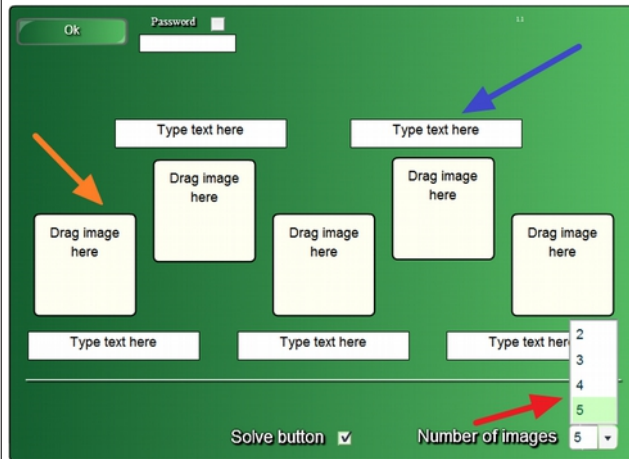 Ok
Password
1.1
Type text here
Type text here
Drag image
here
Drag image
here
Drag image
here
Drag image
here
Drag image
here
Type text here
Type text here
Type text here
2
3
4
5
Solve button
Number of images
5